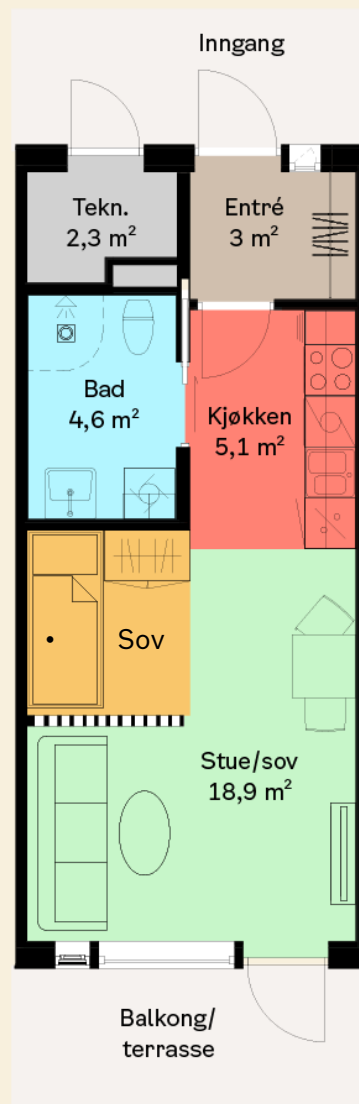 Inngang
Tekn.
2,3 m²
Entré
3 m²
Bad
4,6 m²
Kjøkken
5,1 m²
Sov
Stue/sov
18,9 m²
Balkong/
terrasse